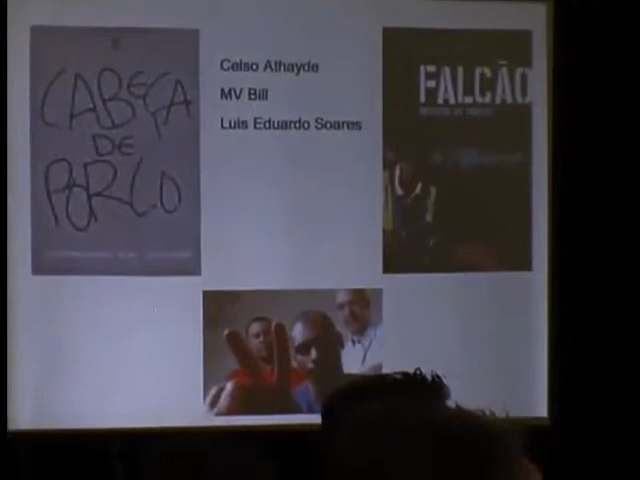 CABEÇA
DE
PORCO
Celso Athayde
MV Bill
Luis Eduardo Soares
FALCÃO